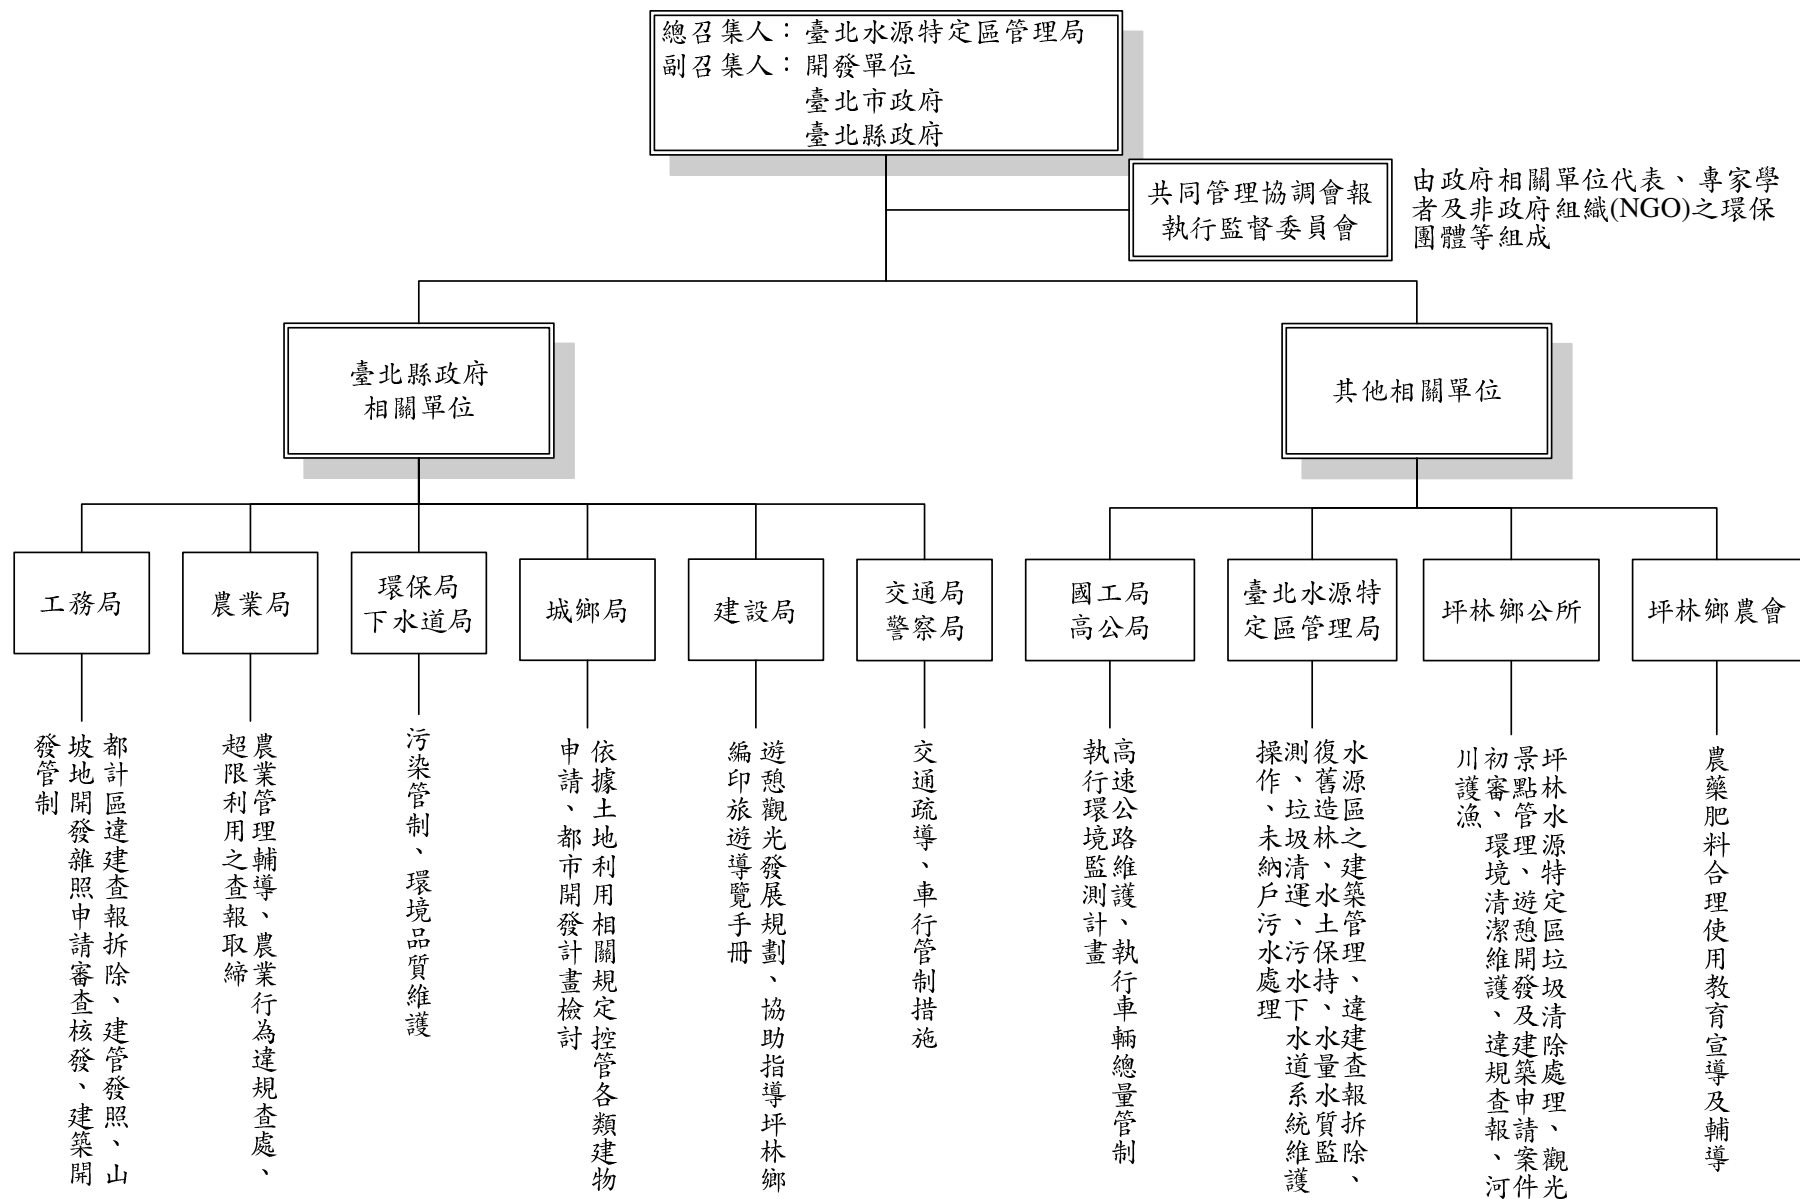 總召集人：臺北水源特定區管理局
副召集人：開發單位
臺北市政府
臺北縣政府
共同管理協調會報
執行監督委員會
由政府相關單位代表、專家學
者及非政府組織(NGO)之環保
團體等組成
臺北縣政府
相關單位
其他相關單位
工務局
農業局
環保局
下水道局
城鄉局
建設局
交通局
警察局
國工局
高公局
臺北水源特
定區管理局
坪林鄉公所
坪林鄉農會
都計區違建查報拆除、建管發照、山
坡地開發雜照申請審查核發、建築開
發管制
農業管理輔導、農業行為違規查處、
超限利用之查報取締
污染管制、環境品質維護
依據土地利用相關規定控管各類建物
申請、都市開發計畫檢討
遊憩觀光發展規劃、協助指導坪林鄉
編印旅遊導覽手冊
交通疏導、車行管制措施
高速公路維護、執行車輛總量管制
執行環境監測計畫
水源區之建築管理、違建查報拆除、
復舊造林、水土保持、水量水質監
測、垃圾清運、污水下水道系統維護
操作、未納戶污水處理
坪林水源特定區垃圾清除處理、觀光
景點管理、遊憩開發及建築申請案件
初審、環境清潔維護、違規查報、河
川護漁
農藥肥料合理使用教育宣導及輔導